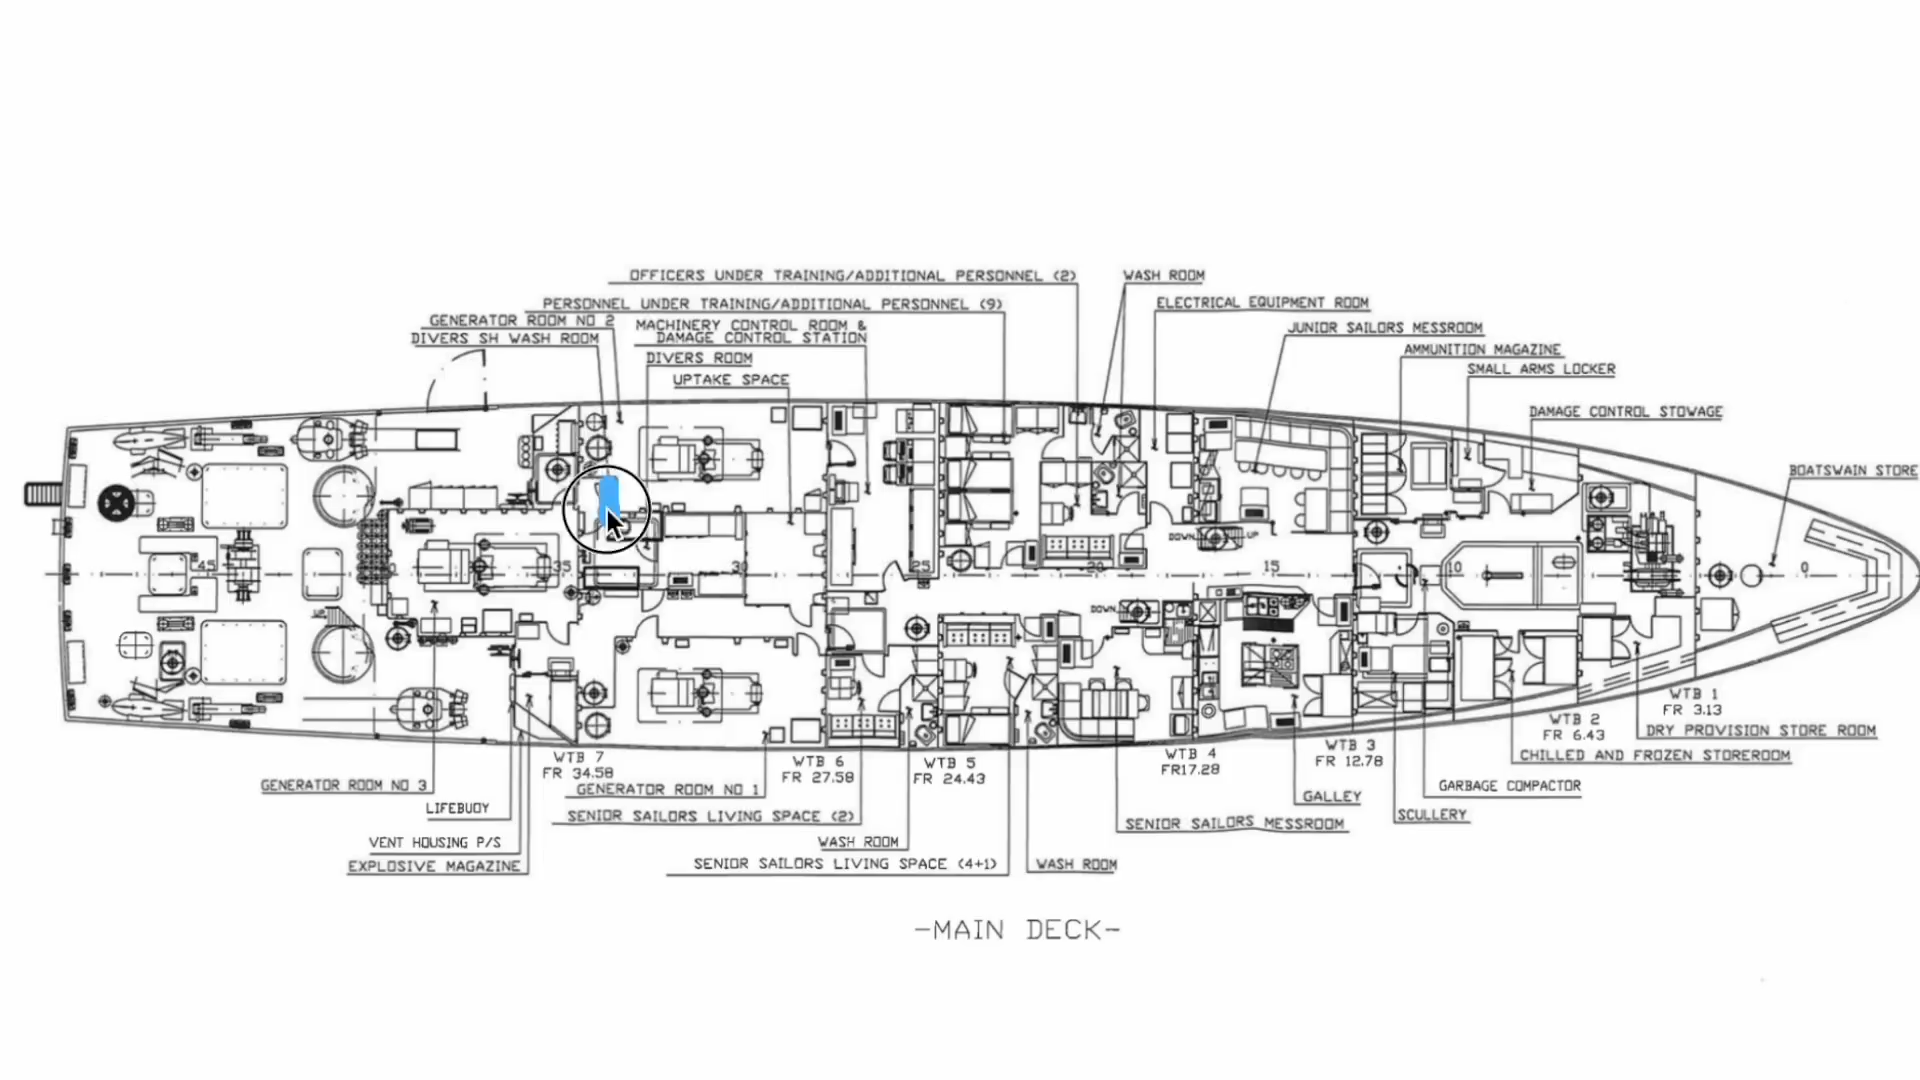 OFFICERS UNDER TRAINING/ADDITIONAL PERSONNEL (2)
WASH ROOM
PERSONNEL UNDER TRAINING/ADDITIONAL PERSONNEL (9)
ELECTRICAL EQUIPMENT ROOM
GENERATOR ROOM NO 2
MACHINERY CONTROL ROOM &
DAMAGE CONTROL STATION
JUNIOR SAILORS MESSROOM
DIVERS SH WASH ROOM
AMMUNITION MAGAZINE
DIVERS ROOM
SMALL ARMS LOCKER
UPTAKE SPACE
DAMAGE CONTROL STOWAGE
BOATSWAIN STORE
DOWN
UP
45
35
30
25
20
15
10
0
UP
DOWN
WTB 1
FR 3.13
WTB 2
FR 6.43
DRY PROVISION STORE ROOM
WTB 3
FR 12.78
WTB 4
FR17.28
CHILLED AND FROZEN STOREROOM
WTB 7
FR 34.58
WTB 6
FR 27.58
WTB 5
FR 24.43
GENERATOR ROOM NO 3
GENERATOR ROOM NO 1
GARBAGE COMPACTOR
GALLEY
LIFEBUOY
SENIOR SAILORS LIVING SPACE (2)
SCULLERY
SENIOR SAILORS MESSROOM
VENT HOUSING P/S
WASH ROOM
EXPLOSIVE MAGAZINE
SENIOR SAILORS LIVING SPACE (4+1)
WASH ROOM
-MAIN DECK-